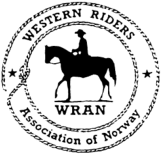 WESTERN RIDERS
WRAN
Association of Norway